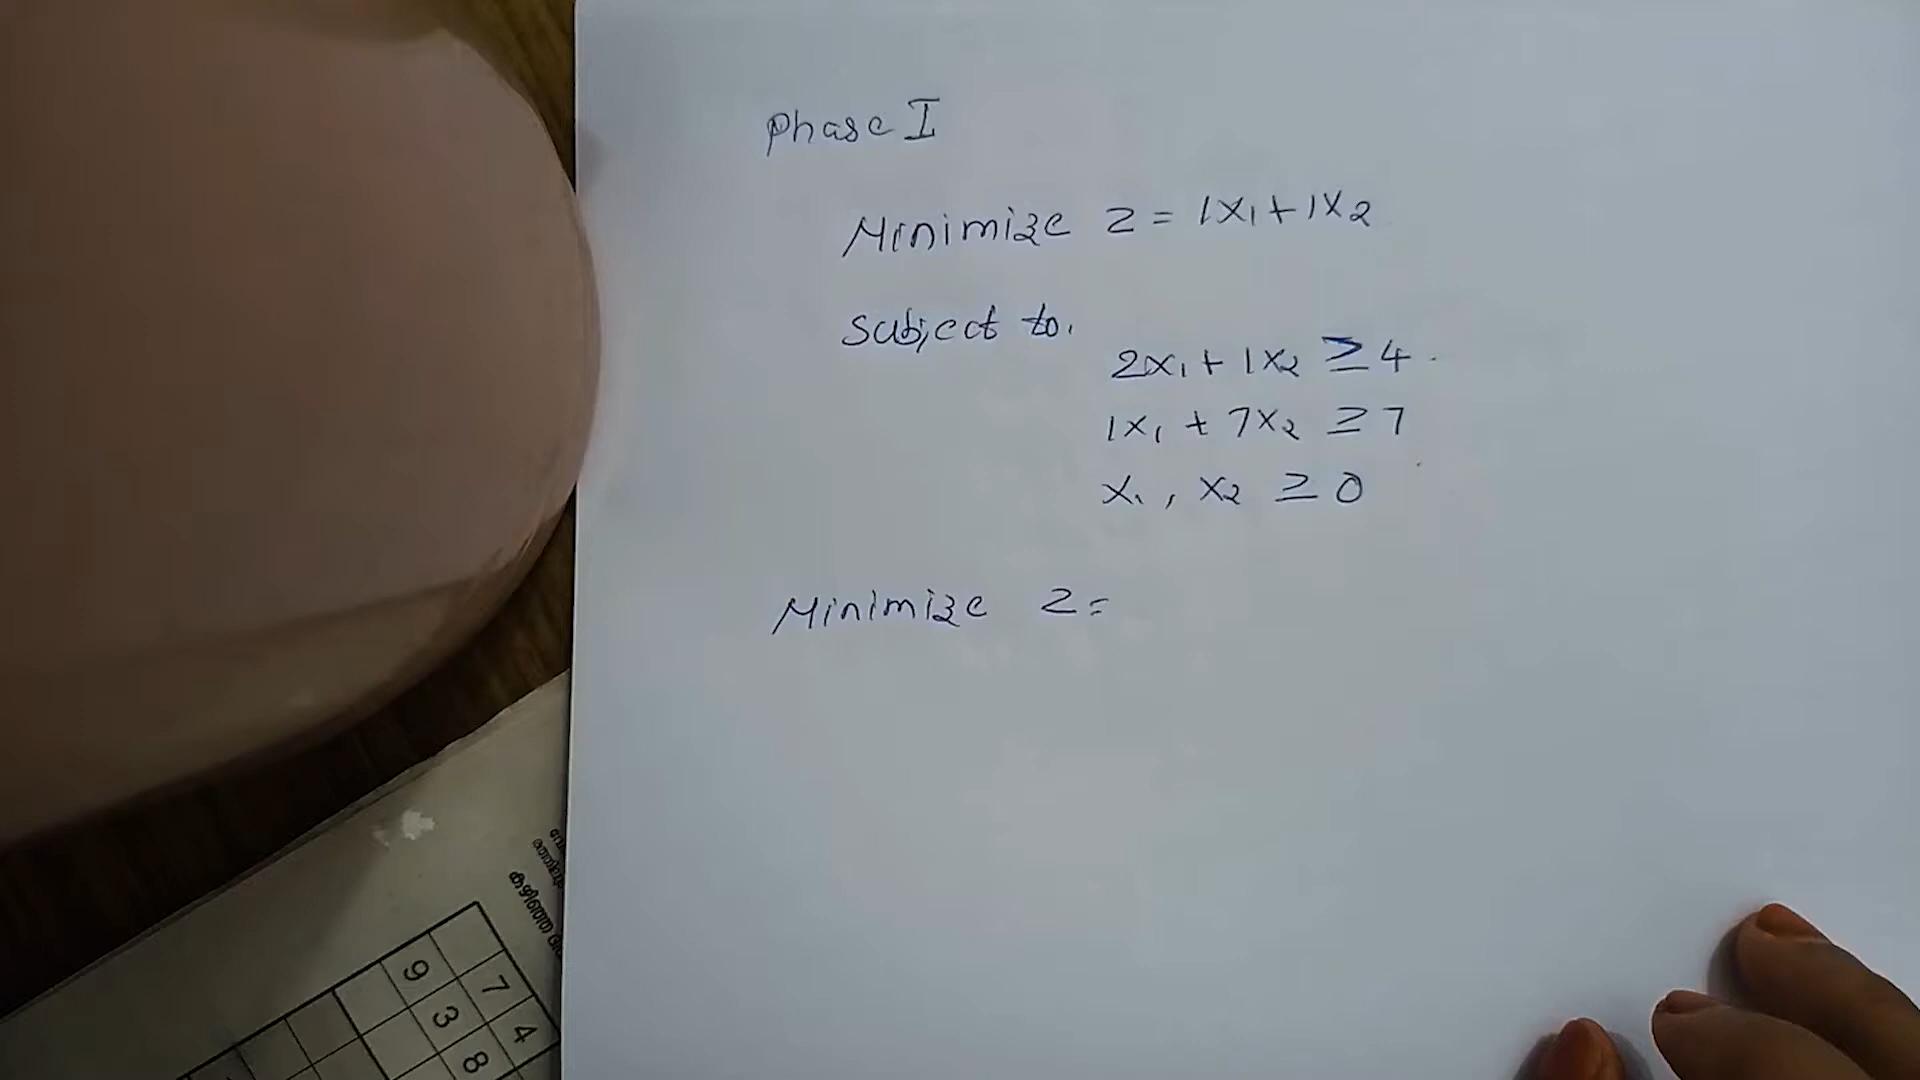 Phase I
Minimize Z = 1x₁ + 1x₂
Subject to.
2x₁ + 1x₂ ≥ 4
1x₁ + 7x₂ ≥ 7
x₁ , x₂ ≥ 0
Minimize Z =
കഴിഞ്ഞ
7 4
9 3 8